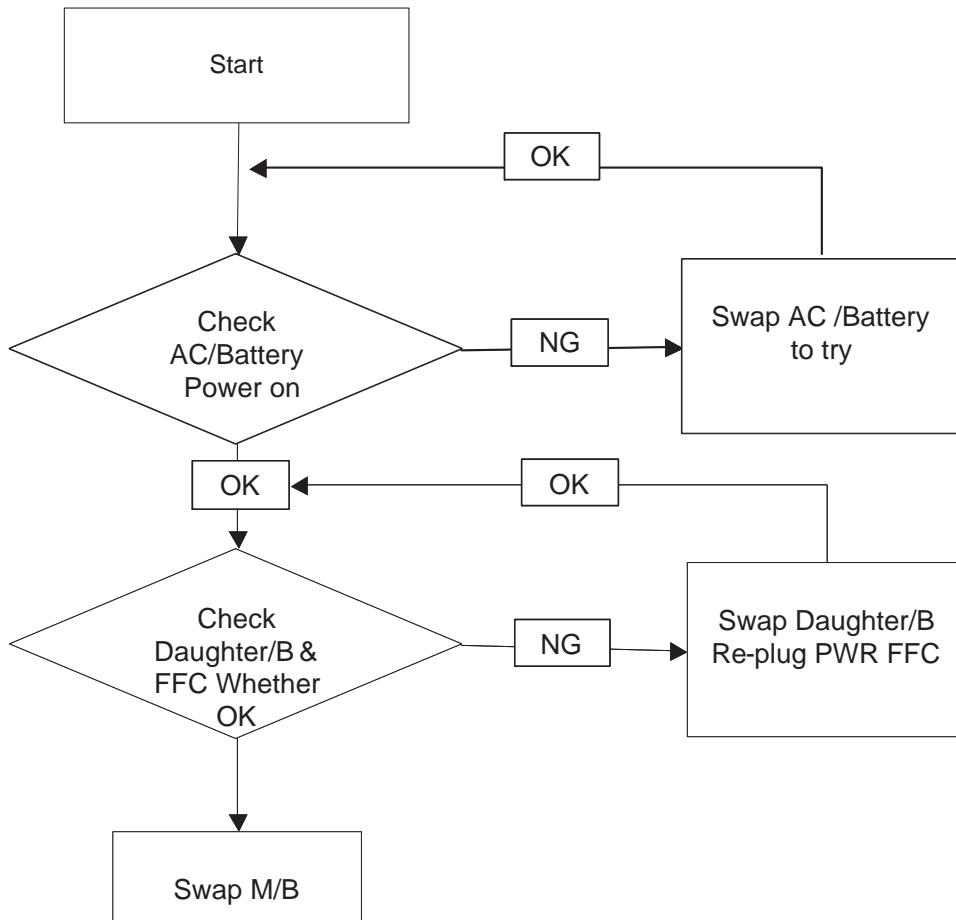 Start
OK
Check
AC/Battery
Power on
NG
Swap AC /Battery
to try
OK
OK
Check
Daughter/B &
FFC Whether
OK
NG
Swap Daughter/B
Re-plug PWR FFC
Swap M/B